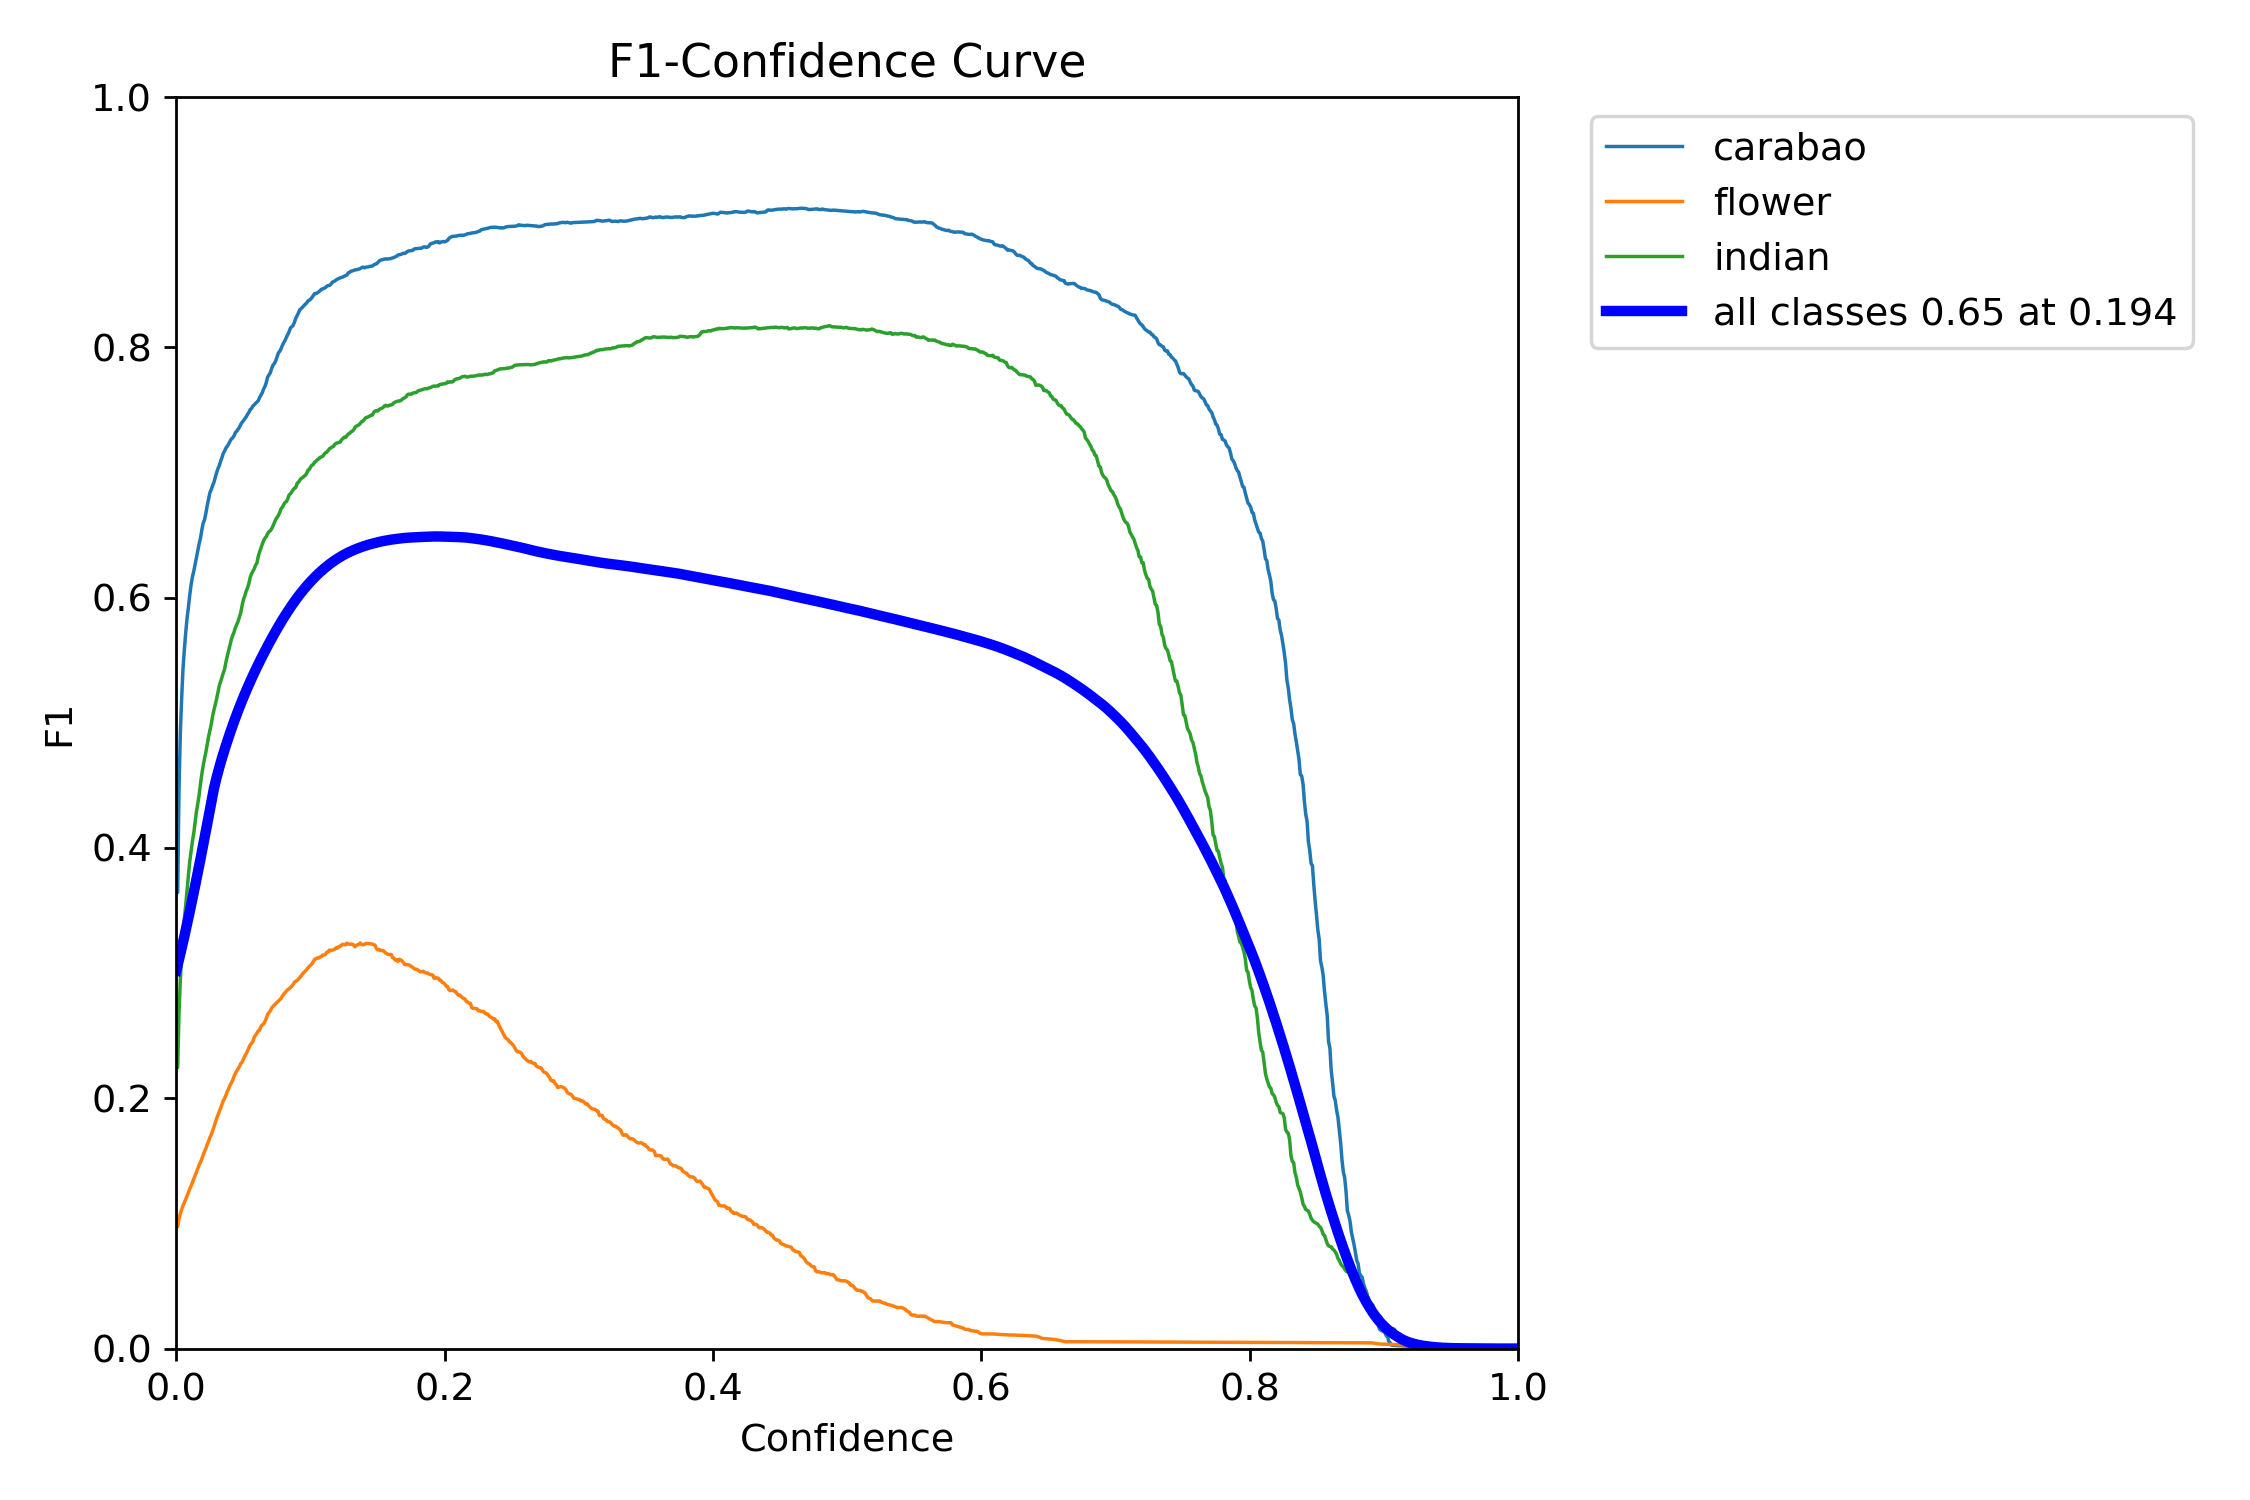 F1-Confidence Curve
1.0
0.8
0.6
0.4
0.2
0.0
F1
0.0 0.2 0.4 0.6 0.8 1.0
Confidence
carabao
flower
indian
all classes 0.65 at 0.194